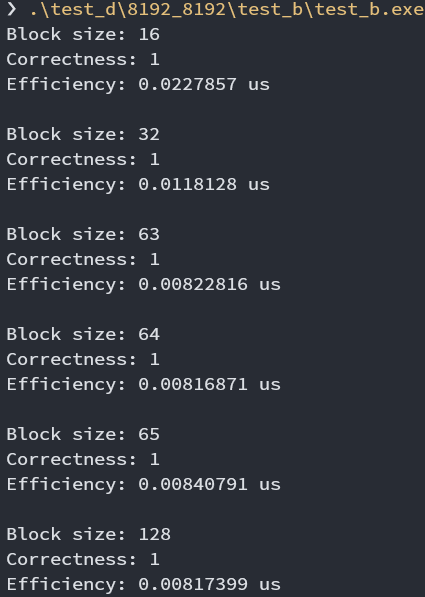 ❯ .\test_d\8192_8192\test_b\test_b.exe
Block size: 16
Correctness: 1
Efficiency: 0.0227857 us
Block size: 32
Correctness: 1
Efficiency: 0.0118128 us
Block size: 63
Correctness: 1
Efficiency: 0.00822816 us
Block size: 64
Correctness: 1
Efficiency: 0.00816871 us
Block size: 65
Correctness: 1
Efficiency: 0.00840791 us
Block size: 128
Correctness: 1
Efficiency: 0.00817399 us